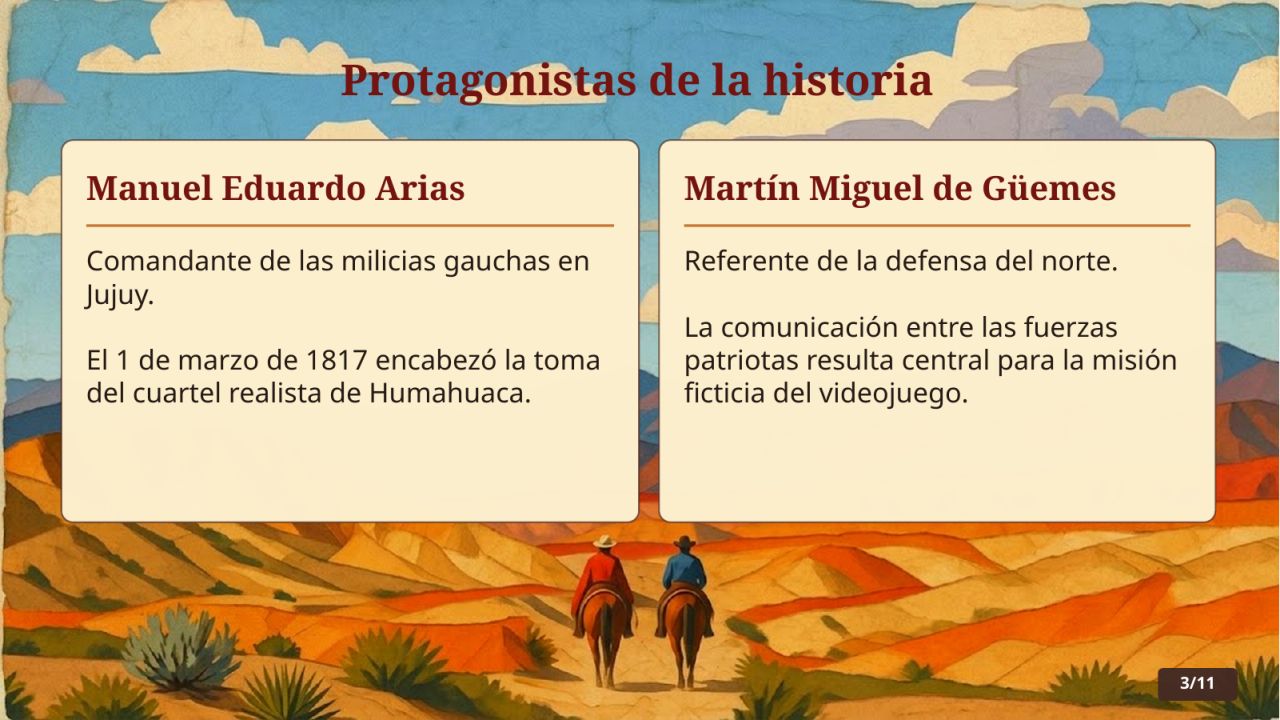 Protagonistas de la historia
Manuel Eduardo Arias
Comandante de las milicias gauchas en
Jujuy.
El 1 de marzo de 1817 encabezó la toma
del cuartel realista de Humahuaca.
Martín Miguel de Güemes
Referente de la defensa del norte.
La comunicación entre las fuerzas
patriotas resulta central para la misión
ficticia del videojuego.
3/11